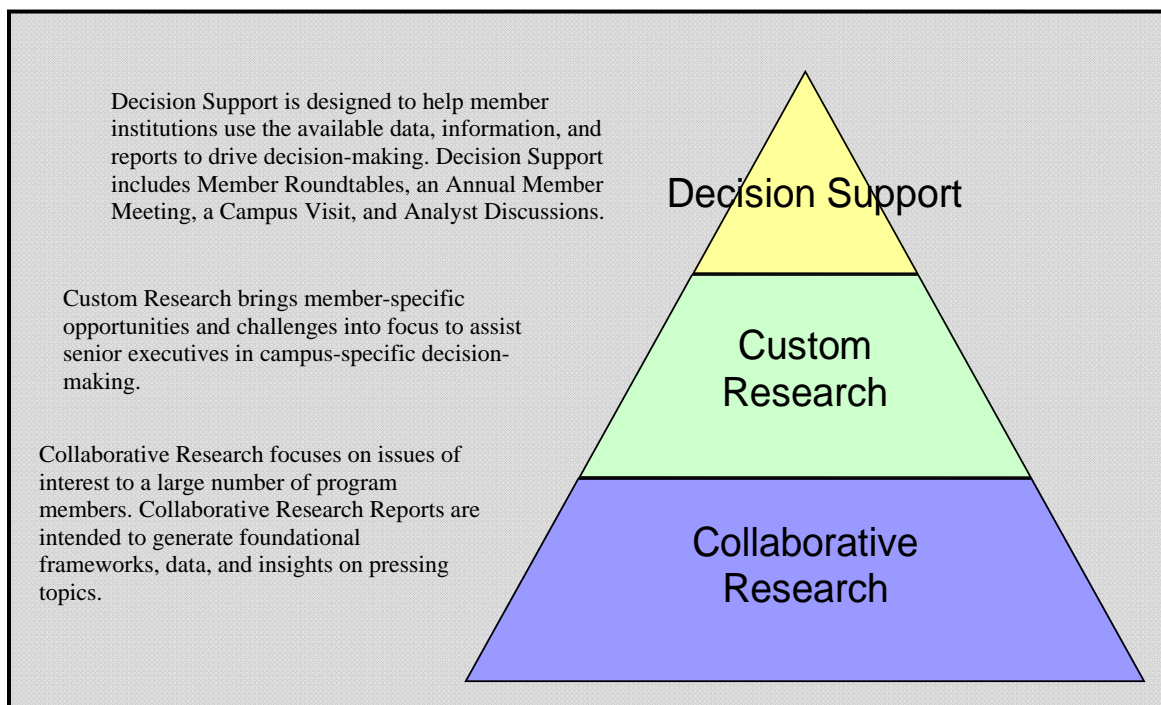 Decision Support is designed to help member
institutions use the available data, information, and
reports to drive decision-making. Decision Support
includes Member Roundtables, an Annual Member
Meeting, a Campus Visit, and Analyst Discussions.
Decision Support
Custom Research brings member-specific
opportunities and challenges into focus to assist
senior executives in campus-specific decision-
making.
Custom
Research
Collaborative Research focuses on issues of
interest to a large number of program
members. Collaborative Research Reports are
intended to generate foundational
frameworks, data, and insights on pressing
topics.
Collaborative
Research